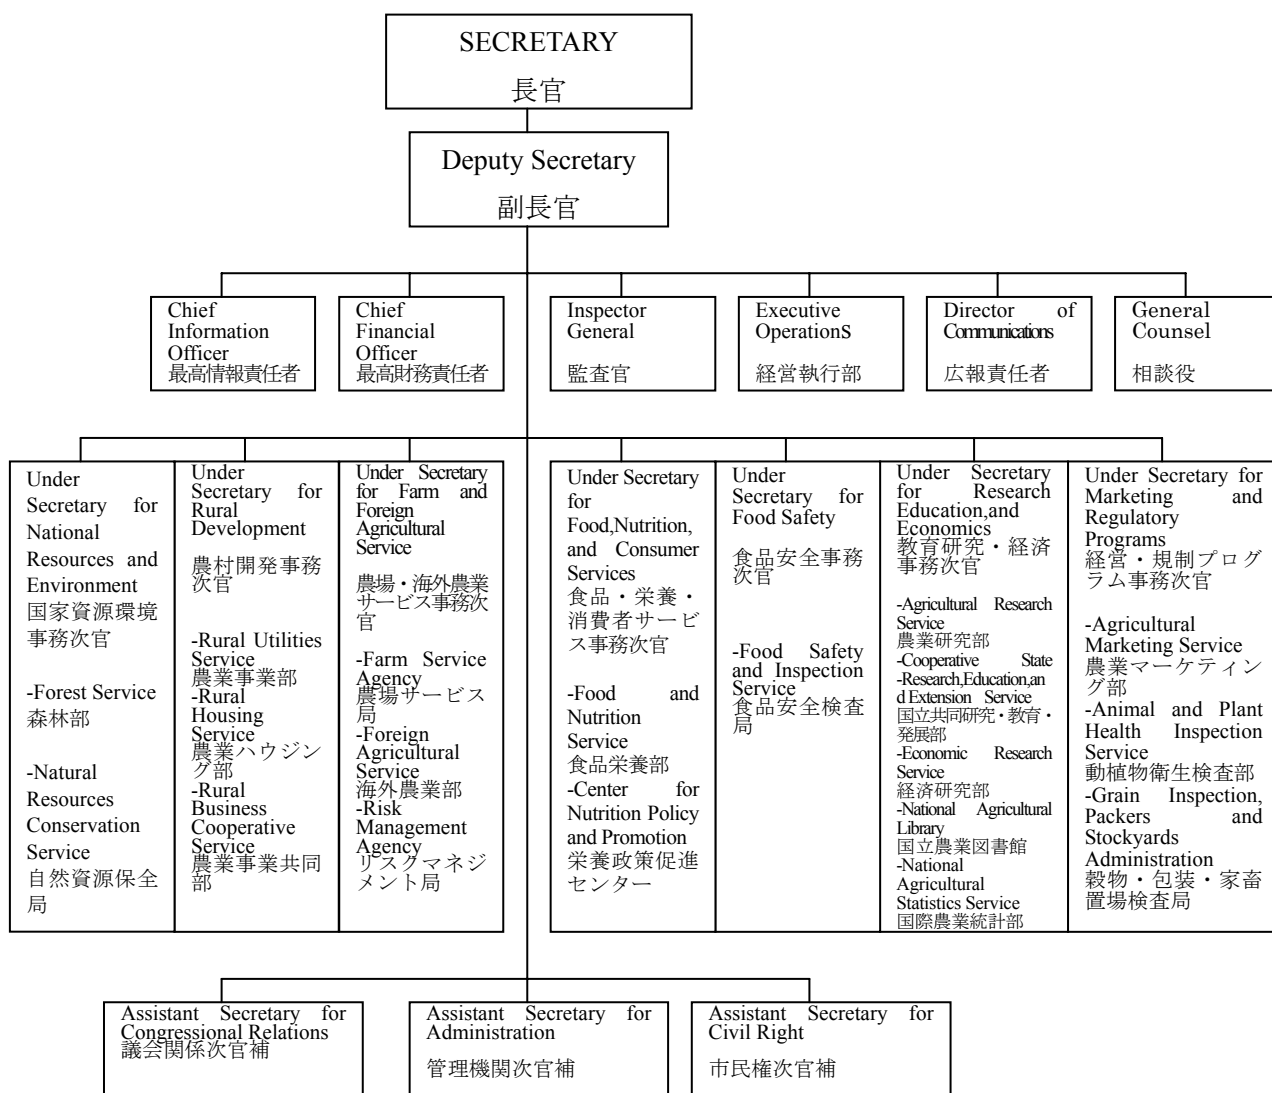 SECRETARY
長官
Deputy Secretary
副長官
Chief
Information
Officer
最高情報責任者
Chief
Financial
Officer
最高財務責任者
Inspector
General
監査官
Executive
OperationS
経営執行部
Director of
Communications
広報責任者
General
Counsel
相談役
Under
Secretary for
National
Resources and
Environment
国家資源環境
事務次官
-Forest Service
森林部
-Natural
Resources
Conservation
Service
自然資源保全
局
Under
Secretary for
Rural
Development
農村開発事務
次官
-Rural Utilities
Service
農業事業部
-Rural
Housing
Service
農業ハウジン
グ部
-Rural
Business
Cooperative
Service
農業事業共同
部
Under Secretary
for Farm and
Foreign
Agricultural
Service
農場・海外農業
サービス事務次
官
-Farm Service
Agency
農場サービス
局
-Foreign
Agricultural
Service
海外農業部
-Risk
Management
Agency
リスクマネジ
メント局
Under Secretary
for
Food,Nutrition,
and Consumer
Services
食品・栄養・
消費者サービ
ス事務次官
-Food and
Nutrition
Service
食品栄養部
-Center for
Nutrition Policy
and Promotion
栄養政策促進
センター
Under
Secretary for
Food Safety
食品安全事務
次官
-Food Safety
and Inspection
Service
食品安全検査
局
Under Secretary
for Research
Education,and
Economics
教育研究・経済
事務次官
-Agricultural Research
Service
農業研究部
-Cooperative State
-Research,Education,an
d Extension Service
国立共同研究・教育・
発展部
-Economic Research
Service
経済研究部
-National Agricultural
Library
国立農業図書館
-National
Agricultural
Statistics Service
国際農業統計部
Under Secretary for
Marketing and
Regulatory
Programs
経営・規制プログ
ラム事務次官
-Agricultural
Marketing Service
農業マーケティン
グ部
-Animal and Plant
Health Inspection
Service
動植物衛生検査部
-Grain Inspection,
Packers and
Stockyards
Administration
穀物・包装・家畜
置場検査局
Assistant Secretary for
Congressional Relations
議会関係次官補
Assistant Secretary for
Administration
管理機関次官補
Assistant Secretary for
Civil Right
市民権次官補